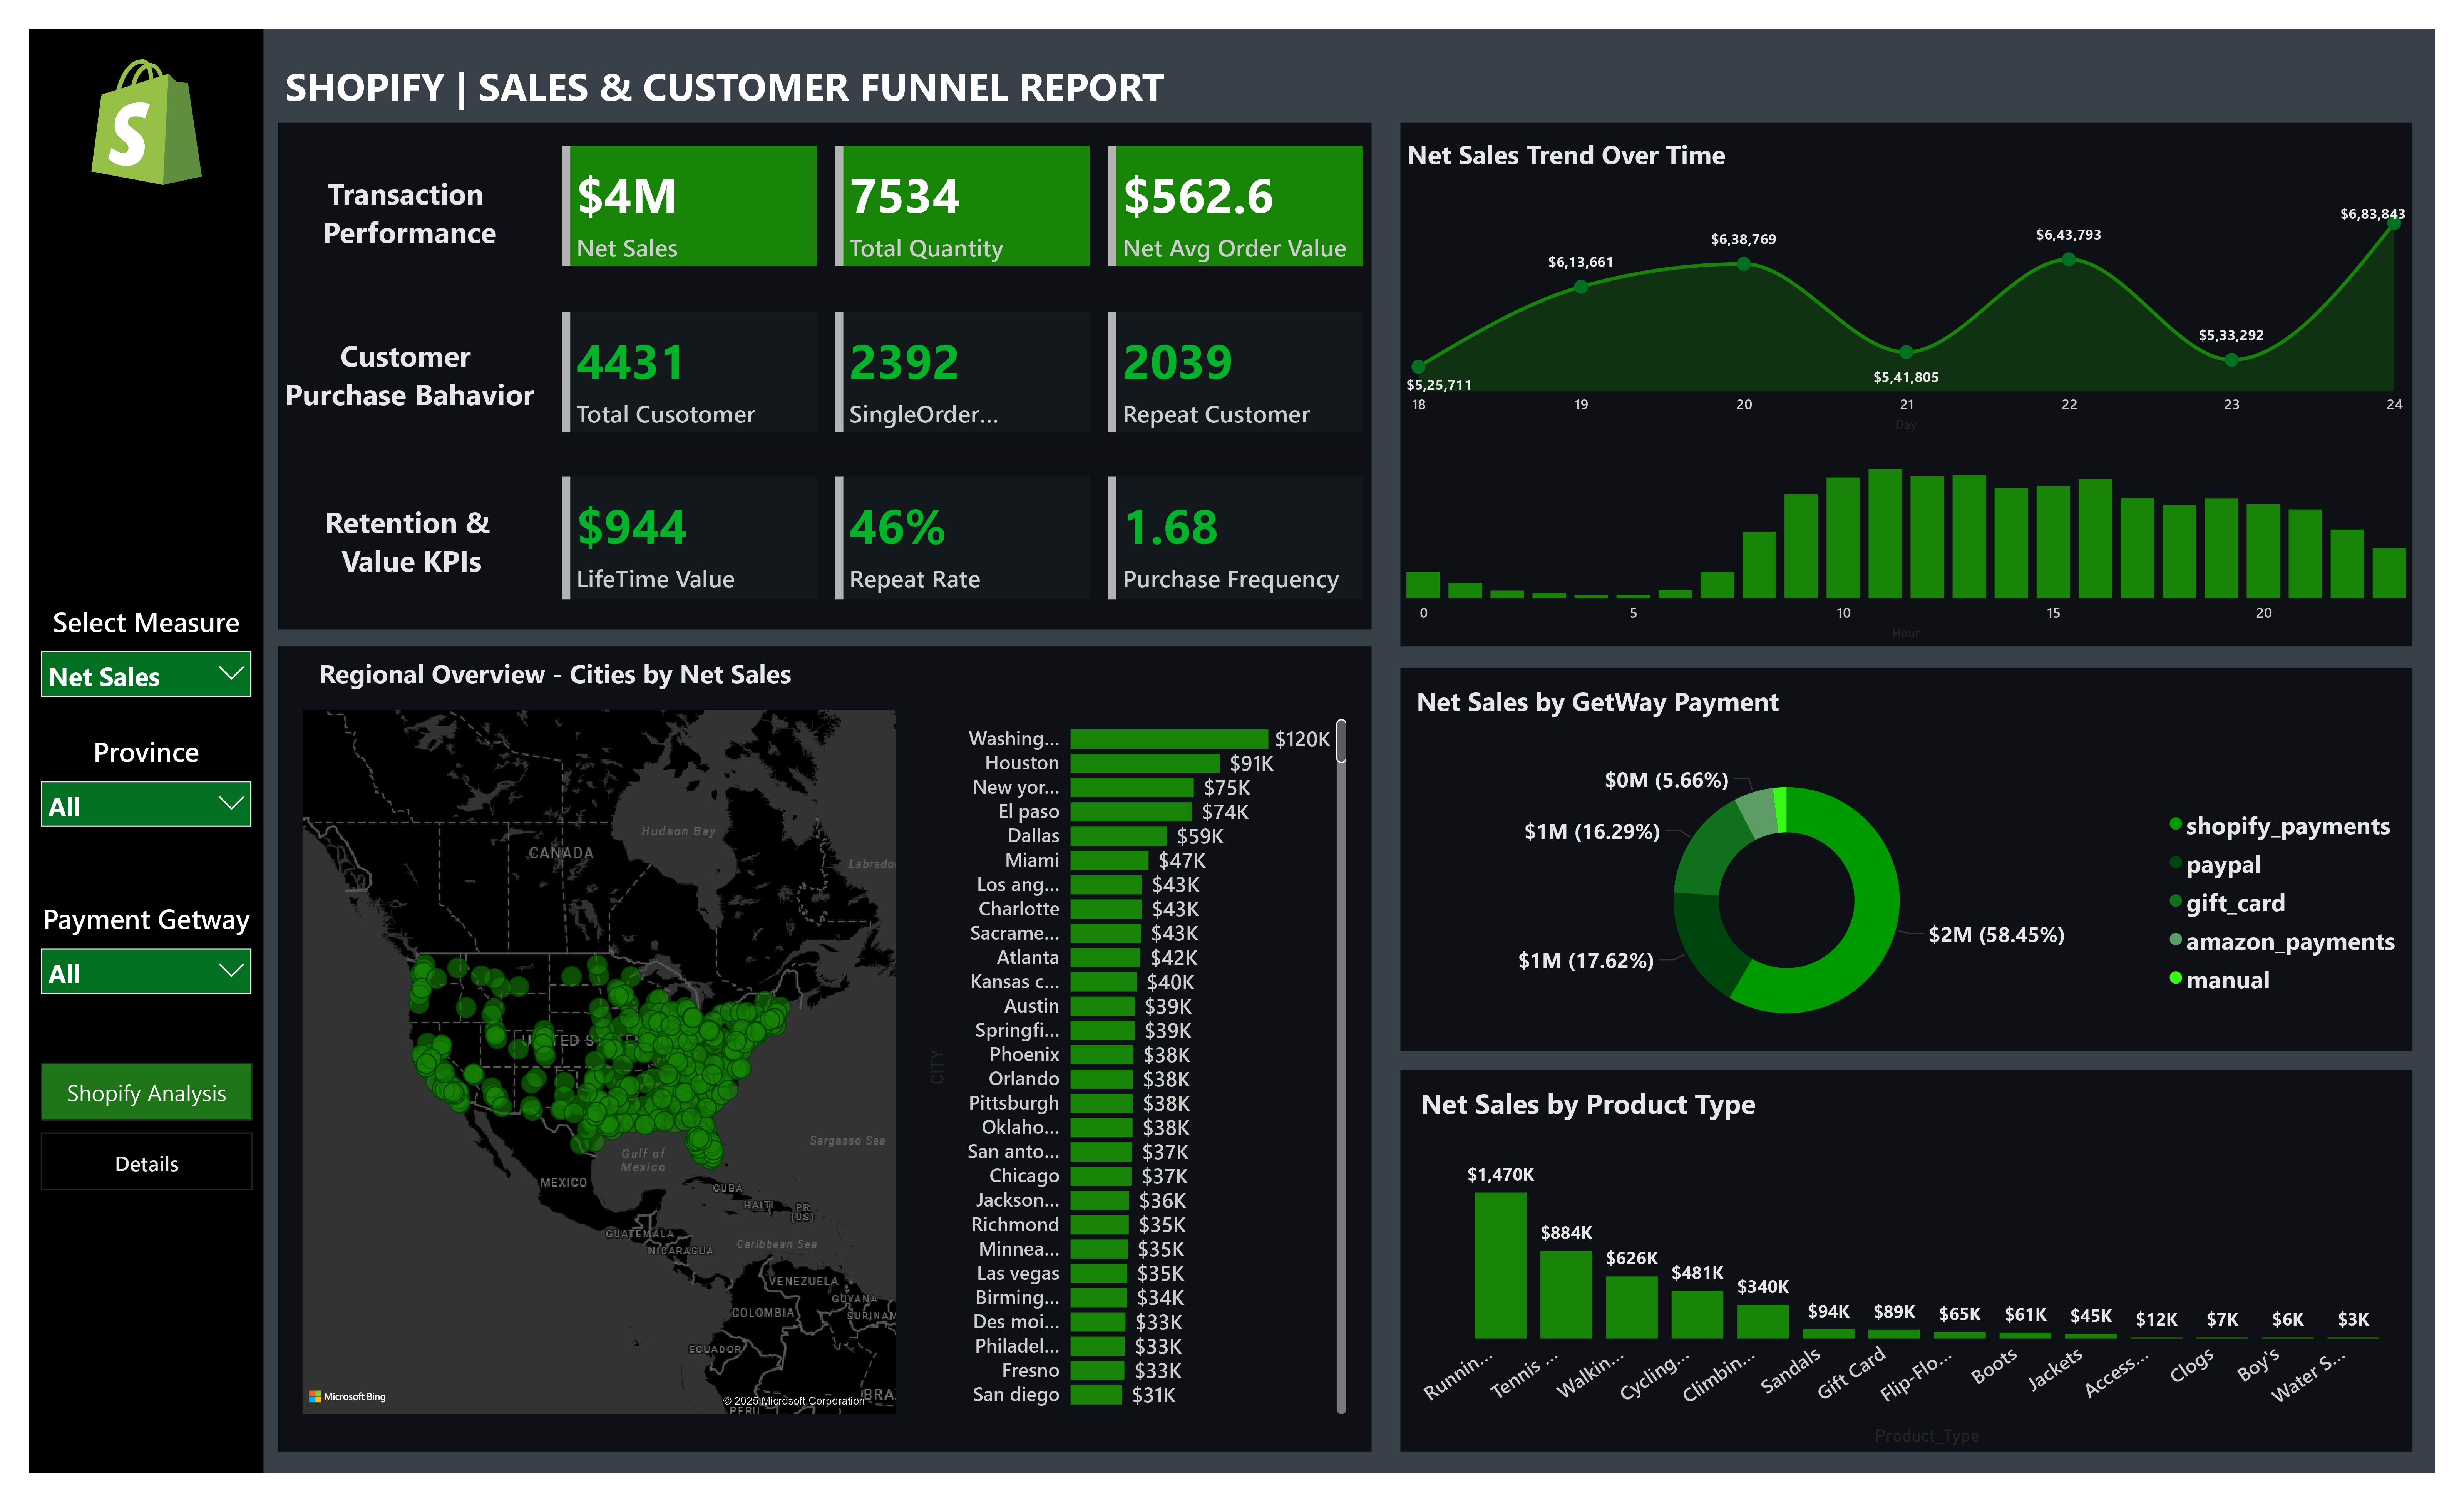 SHOPIFY | SALES & CUSTOMER FUNNEL REPORT
S
Select Measure
Net Sales
Province
All
Payment Getway
All
Shopify Analysis
Details
Transaction
Performance
$4M
Net Sales
7534
Total Quantity
$562.6
Net Avg Order Value
Customer
Purchase Bahavior
4431
Total Cusotomer
2392
SingleOrder...
2039
Repeat Customer
Retention &
Value KPIs
$944
LifeTime Value
46%
Repeat Rate
1.68
Purchase Frequency
Net Sales Trend Over Time
$5,25,711
$6,13,661
$6,38,769
$5,41,805
$6,43,793
$5,33,292
$6,83,843
18 19 20 21 22 23 24
Day
0 5 10 15 20
Hour
Regional Overview - Cities by Net Sales
Hudson Bay
CANADA
Labrador
UNITED STATE
Sargasso Sea
Gulf of
Mexico
MEXICO
CUBA
HAITI
PR
(US)
GUATEMALA
NICARAGUA
Caribbean Sea
VENEZUELA
GUYANA
SURINAM
COLOMBIA
ECUADOR
BRA
PERU
Microsoft Bing
© 2025 Microsoft Corporation
CITY
Washing... $120K
Houston $91K
New yor... $75K
El paso $74K
Dallas $59K
Miami $47K
Los ang... $43K
Charlotte $43K
Sacrame... $43K
Atlanta $42K
Kansas c... $40K
Austin $39K
Springfi... $39K
Phoenix $38K
Orlando $38K
Pittsburgh $38K
Oklaho... $38K
San anto... $37K
Chicago $37K
Jackson... $36K
Richmond $35K
Minnea... $35K
Las vegas $35K
Birming... $34K
Des moi... $33K
Philadel... $33K
Fresno $33K
San diego $31K
Net Sales by GetWay Payment
$0M (5.66%)
$1M (16.29%)
$1M (17.62%)
$2M (58.45%)
shopify_payments
paypal
gift_card
amazon_payments
manual
Net Sales by Product Type
$1,470K $884K $626K $481K $340K $94K $89K $65K $61K $45K $12K $7K $6K $3K
Runnin... Tennis ... Walkin... Cycling... Climbin... Sandals Gift Card Flip-Flo... Boots Jackets Access... Clogs Boy's Water S...
Product_Type